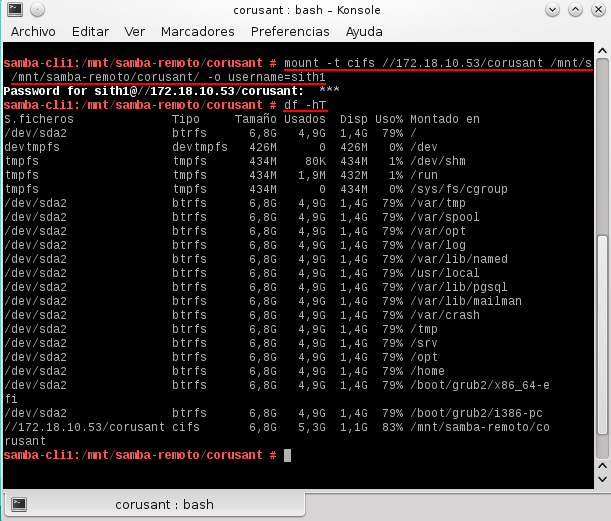 corusant : bash – Konsole
Archivo Editar Ver Marcadores Preferencias Ayuda
samba-cli1:/mnt/samba-remoto/corusant # mount -t cifs //172.18.10.53/corusant /mnt/s
/mnt/samba-remoto/corusant/ -o username=sith1
Password for sith1@//172.18.10.53/corusant:  ***
samba-cli1:/mnt/samba-remoto/corusant # df -hT
S.ficheros              Tipo     Tamaño Usados  Disp Uso% Montado en
/dev/sda2               btrfs      6,8G   4,9G  1,4G  79% /
devtmpfs                devtmpfs   426M      0  426M   0% /dev
tmpfs                   tmpfs      434M    80K  434M   1% /dev/shm
tmpfs                   tmpfs      434M   1,9M  432M   1% /run
tmpfs                   tmpfs      434M      0  434M   0% /sys/fs/cgroup
/dev/sda2               btrfs      6,8G   4,9G  1,4G  79% /var/tmp
/dev/sda2               btrfs      6,8G   4,9G  1,4G  79% /var/spool
/dev/sda2               btrfs      6,8G   4,9G  1,4G  79% /var/opt
/dev/sda2               btrfs      6,8G   4,9G  1,4G  79% /var/log
/dev/sda2               btrfs      6,8G   4,9G  1,4G  79% /var/lib/named
/dev/sda2               btrfs      6,8G   4,9G  1,4G  79% /usr/local
/dev/sda2               btrfs      6,8G   4,9G  1,4G  79% /var/lib/pgsql
/dev/sda2               btrfs      6,8G   4,9G  1,4G  79% /var/lib/mailman
/dev/sda2               btrfs      6,8G   4,9G  1,4G  79% /var/crash
/dev/sda2               btrfs      6,8G   4,9G  1,4G  79% /tmp
/dev/sda2               btrfs      6,8G   4,9G  1,4G  79% /srv
/dev/sda2               btrfs      6,8G   4,9G  1,4G  79% /opt
/dev/sda2               btrfs      6,8G   4,9G  1,4G  79% /home
/dev/sda2               btrfs      6,8G   4,9G  1,4G  79% /boot/grub2/x86_64-e
fi
/dev/sda2               btrfs      6,8G   4,9G  1,4G  79% /boot/grub2/i386-pc
//172.18.10.53/corusant cifs       6,8G   5,3G  1,1G  83% /mnt/samba-remoto/co
rusant
samba-cli1:/mnt/samba-remoto/corusant #
corusant : bash